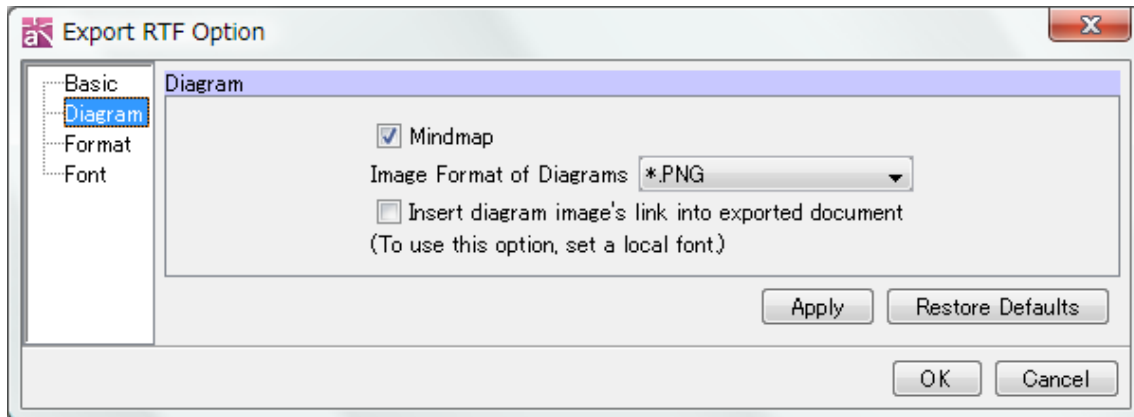 Export RTF Option
Basic
Diagram
Format
Font
Diagram
Mindmap
Image Format of Diagrams *.PNG
Insert diagram image's link into exported document
(To use this option, set a local font.)
Apply Restore Defaults
OK Cancel